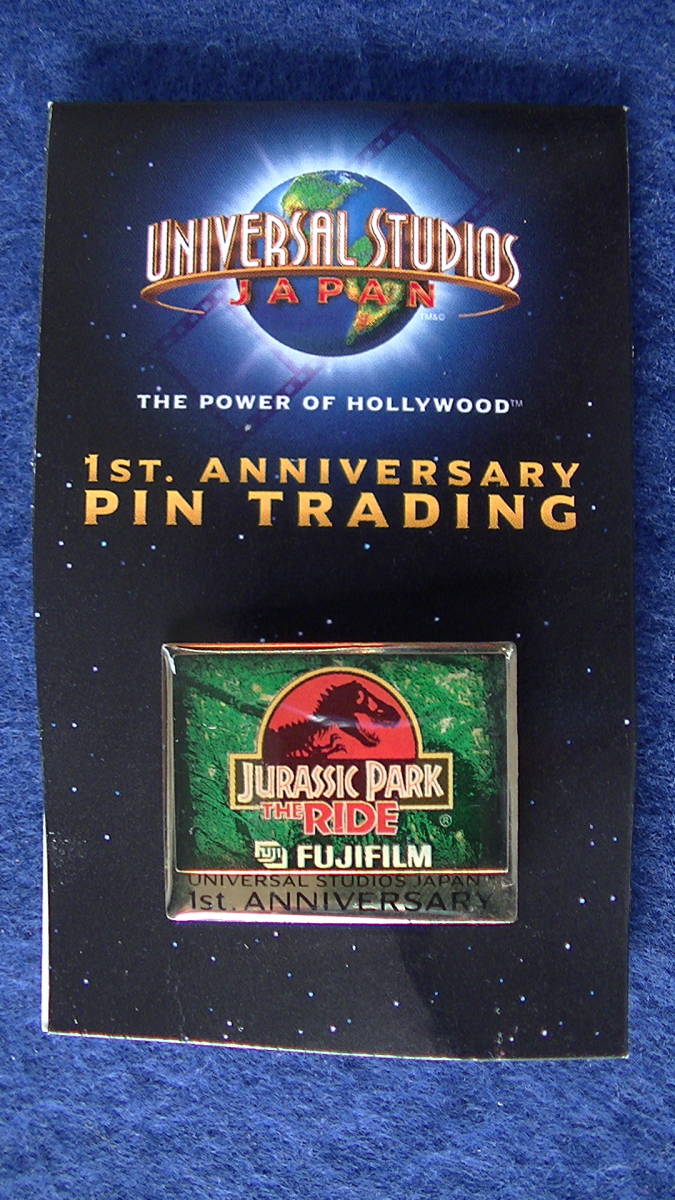 UNIVERSAL STUDIOS
JAPAN
TM&©
THE POWER OF HOLLYWOOD™
1ST. ANNIVERSARY
PIN TRADING
JURASSIC PARK
THE RIDE
®
FUJI FUJIFILM
UNIVERSAL STUDIOS JAPAN
1st. ANNIVERSARY